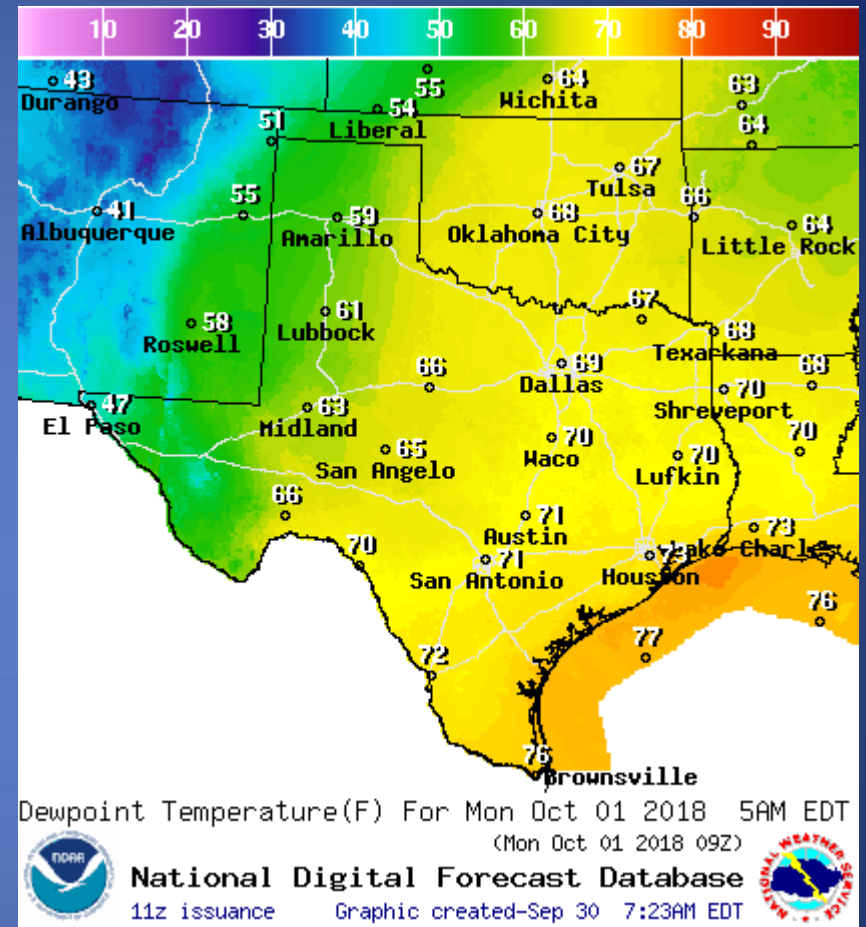 10 20 30 40 50 60 70 80 90
43 Durango
55
64 Wichita
63
54 Liberal
51
64
67 Tulsa
55
41 Albuquerque
59 Amarillo
68 Oklahoma City
66
64 Little Rock
58 Roswell
61 Lubbock
67
68 Texarkana
66
69 Dallas
68
70 Shreveport
47 El Paso
63 Midland
65 San Angelo
70 Waco
70 Lufkin
70
66
71 Austin
73 Lake Charles
70
71 San Antonio
73 Houston
76
77
72
76 Brownsville
Dewpoint Temperature(F) For Mon Oct 01 2018 5AM EDT
(Mon Oct 01 2018 09Z)
NOAA
National Digital Forecast Database
NATIONAL WEATHER SERVICE
11z issuance Graphic created-Sep 30 7:23AM EDT